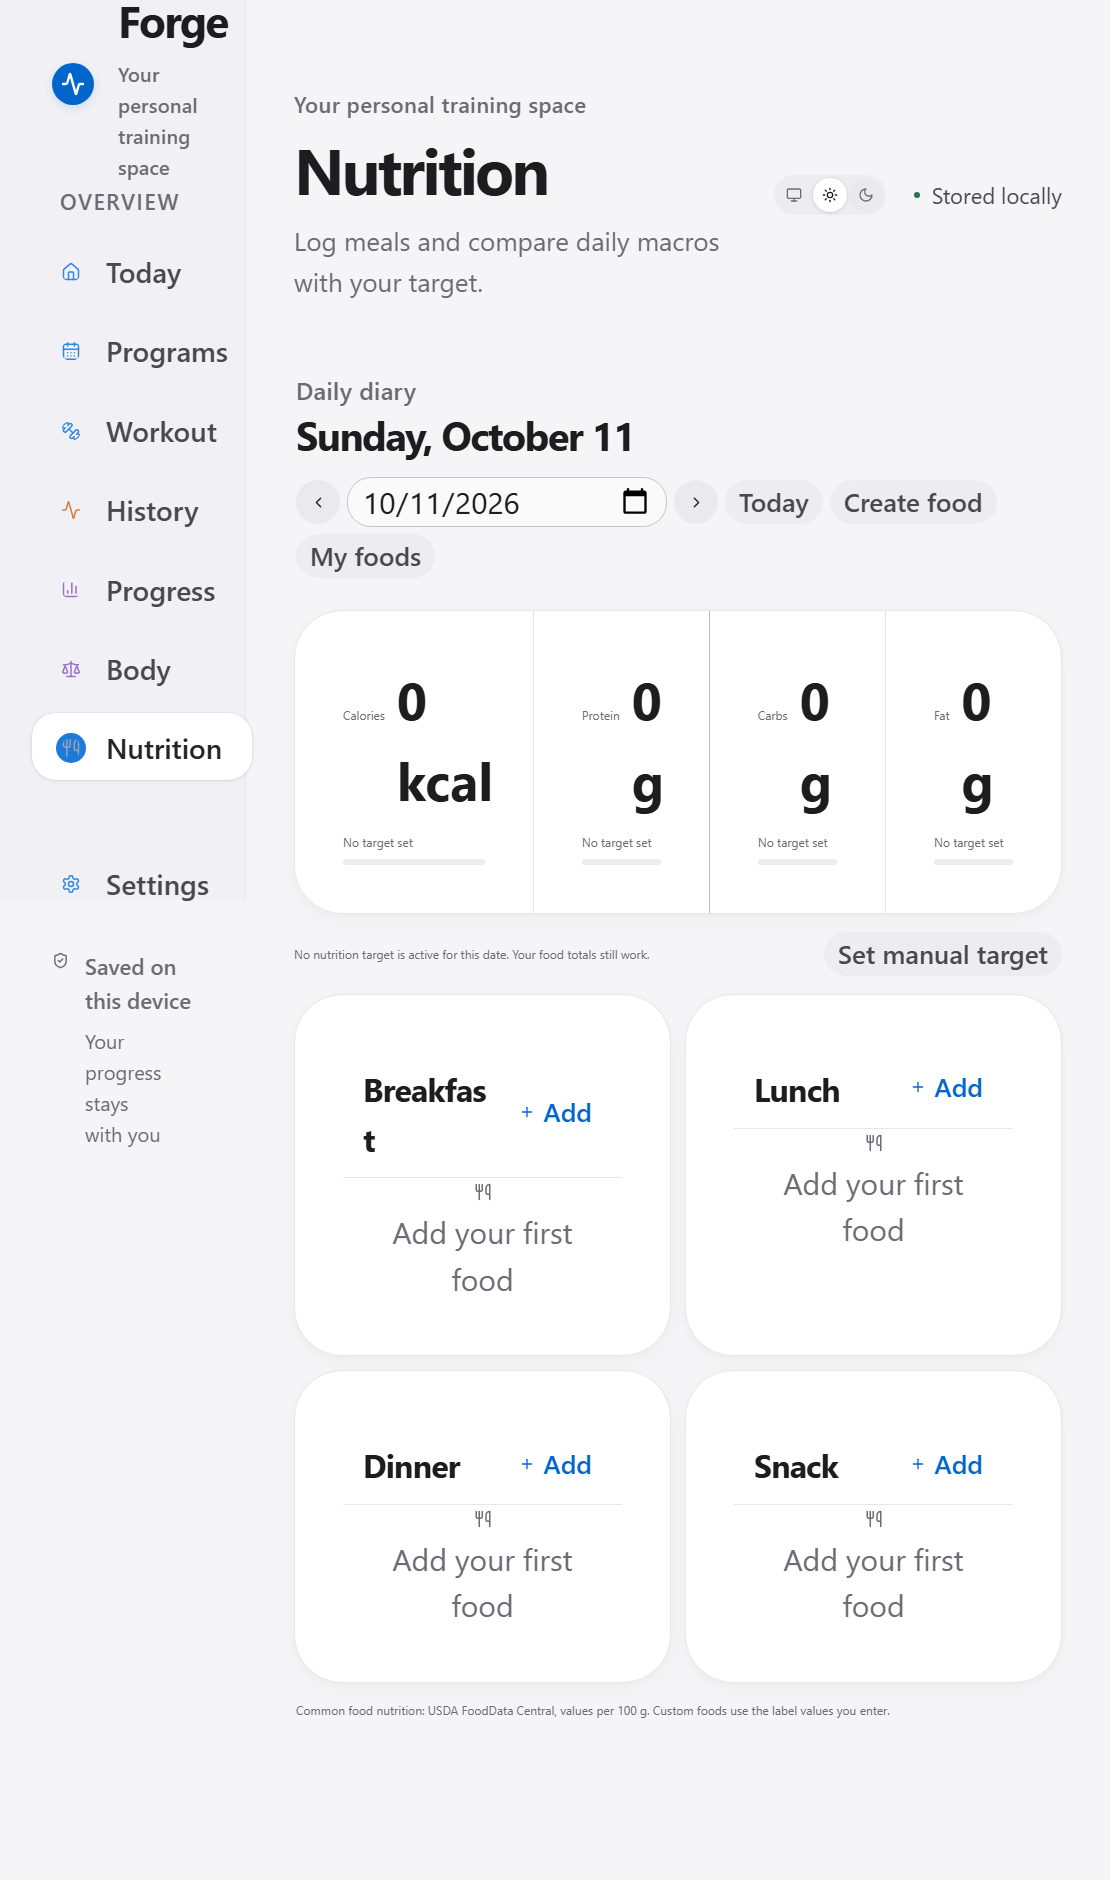 Forge
Your
personal
training
space
OVERVIEW
Today
Programs
Workout
History
Progress
Body
Nutrition
Settings
Saved on
this device
Your
progress
stays
with you
Your personal training space
Nutrition
Log meals and compare daily macros
with your target.
Stored locally
Daily diary
Sunday, October 11
10/11/2026
Today
Create food
My foods
Calories 0
kcal
No target set
Protein 0
g
No target set
Carbs 0
g
No target set
Fat 0
g
No target set
No nutrition target is active for this date. Your food totals still work.
Set manual target
Breakfas
t
+ Add
Add your first
food
Lunch
+ Add
Add your first
food
Dinner
+ Add
Add your first
food
Snack
+ Add
Add your first
food
Common food nutrition: USDA FoodData Central, values per 100 g. Custom foods use the label values you enter.